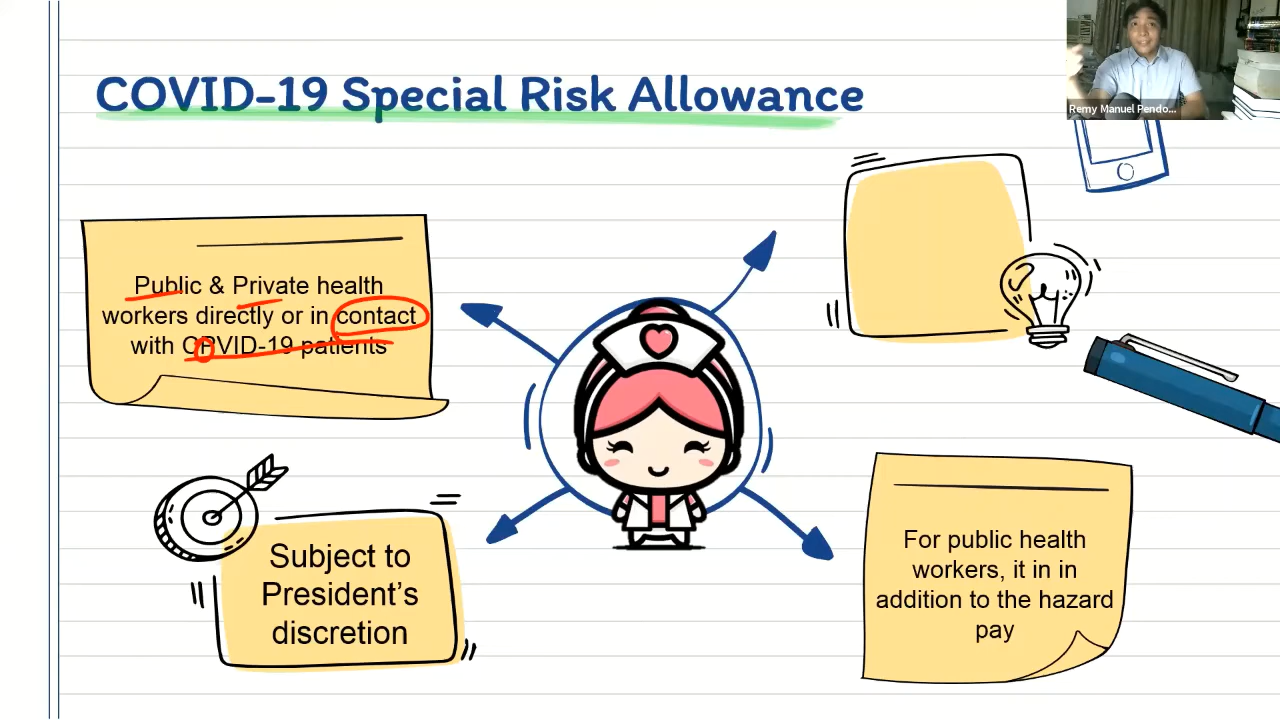 COVID-19 Special Risk Allowance
Remy Manuel Pendo...
Public & Private health
workers directly or in contact
with CPVID-19 patients
Subject to
President's
discretion
For public health
workers, it in in
addition to the hazard
pay